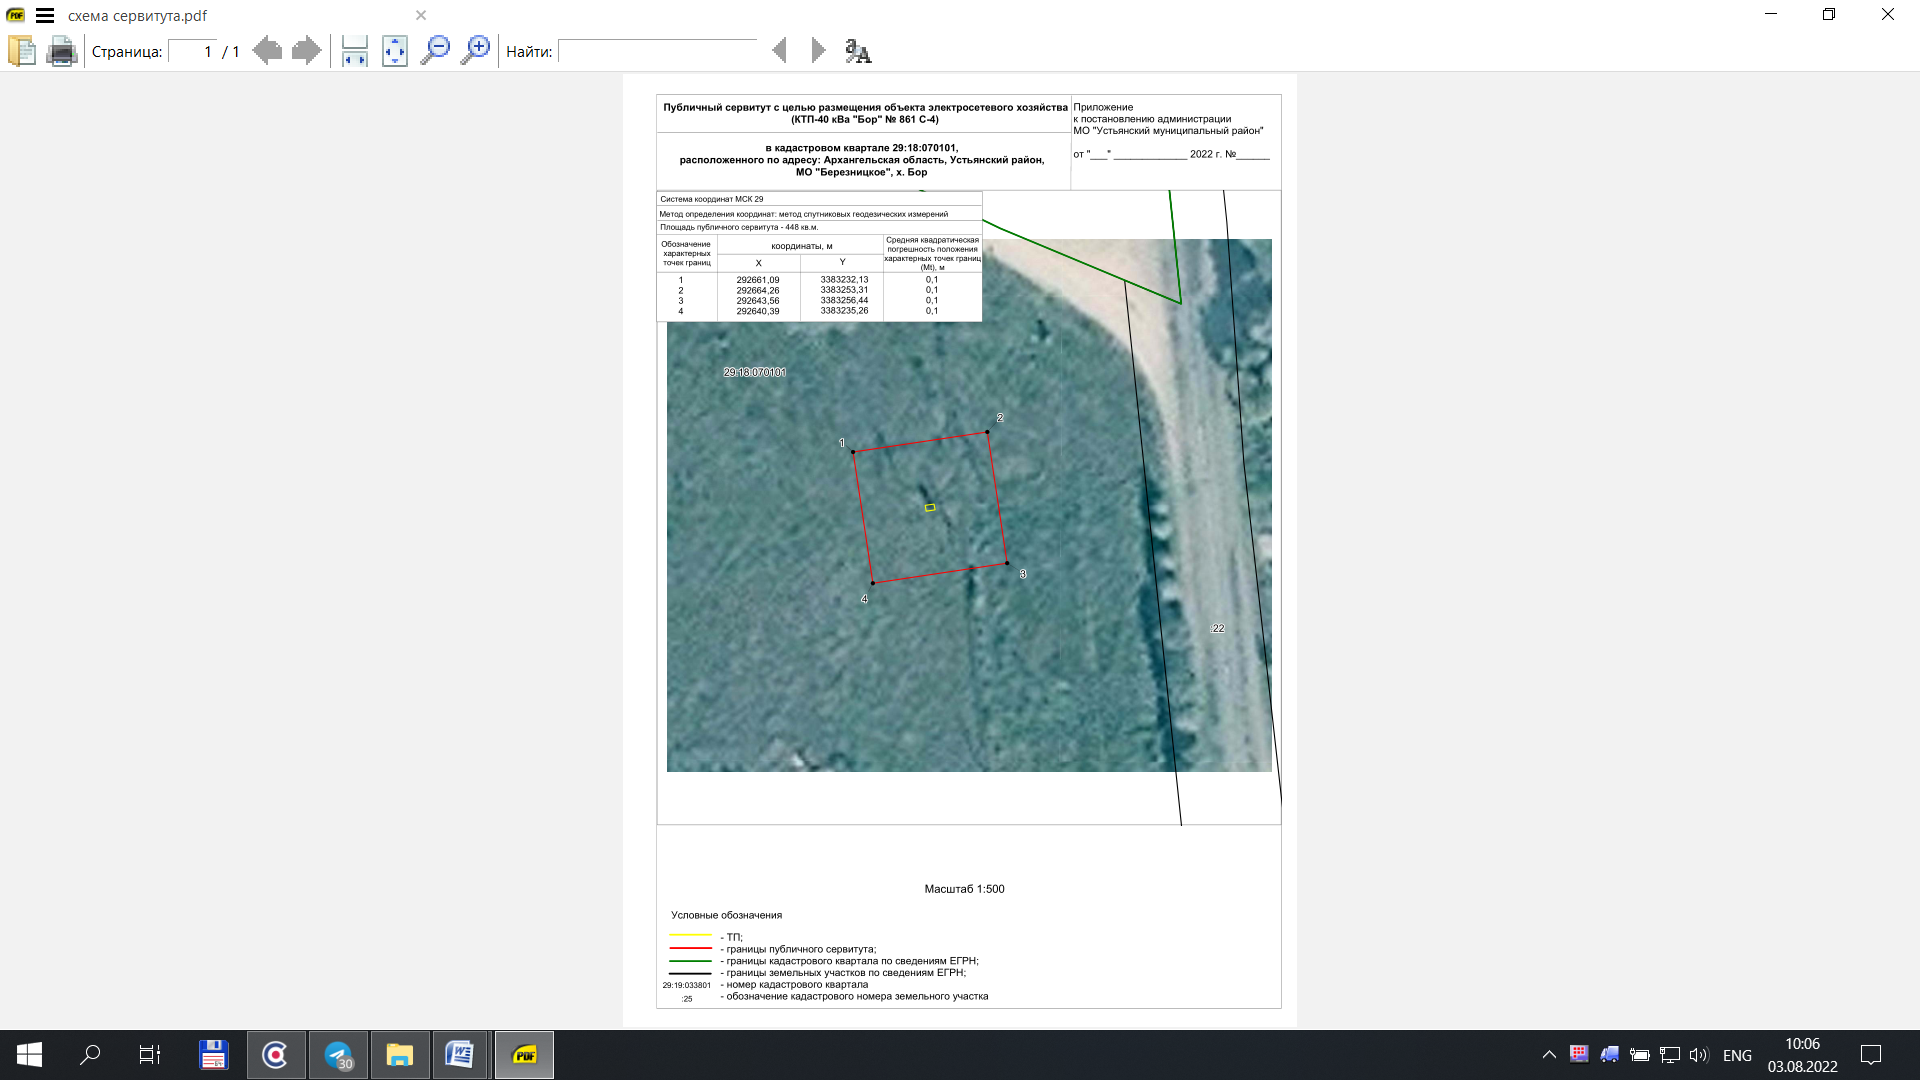 схема сервитута.pdf
Страница: 1 / 1 Найти:
Публичный сервитут с целью размещения объекта электросетевого хозяйства
(КТП-40 кВа "Бор" № 861 С-4)
в кадастровом квартале 29:18:070101,
расположенного по адресу: Архангельская область, Устьянский район,
МО "Березницкое", х. Бор
Приложение
к постановлению администрации
МО "Устьянский муниципальный район"
от "___" _____________ 2022 г. №______
Система координат МСК 29
Метод определения координат: метод спутниковых геодезических измерений
Площадь публичного сервитута - 448 кв.м.
Обозначение
характерных
точек границ
координаты, м
X Y
Средняя квадратическая
погрешность положения
характерных точек границ
(Mt), м
1 292661,09 3383232,13 0,1
2 292664,26 3383253,31 0,1
3 292643,56 3383256,44 0,1
4 292640,39 3383235,26 0,1
29:18:070101
2
1
3
4
:22
Масштаб 1:500
Условные обозначения
- ТП;
- границы публичного сервитута;
- границы кадастрового квартала по сведениям ЕГРН;
- границы земельных участков по сведениям ЕГРН;
29:19:033801 - номер кадастрового квартала
:25 - обозначение кадастрового номера земельного участка
30
PDF
ENG
10:06
03.08.2022